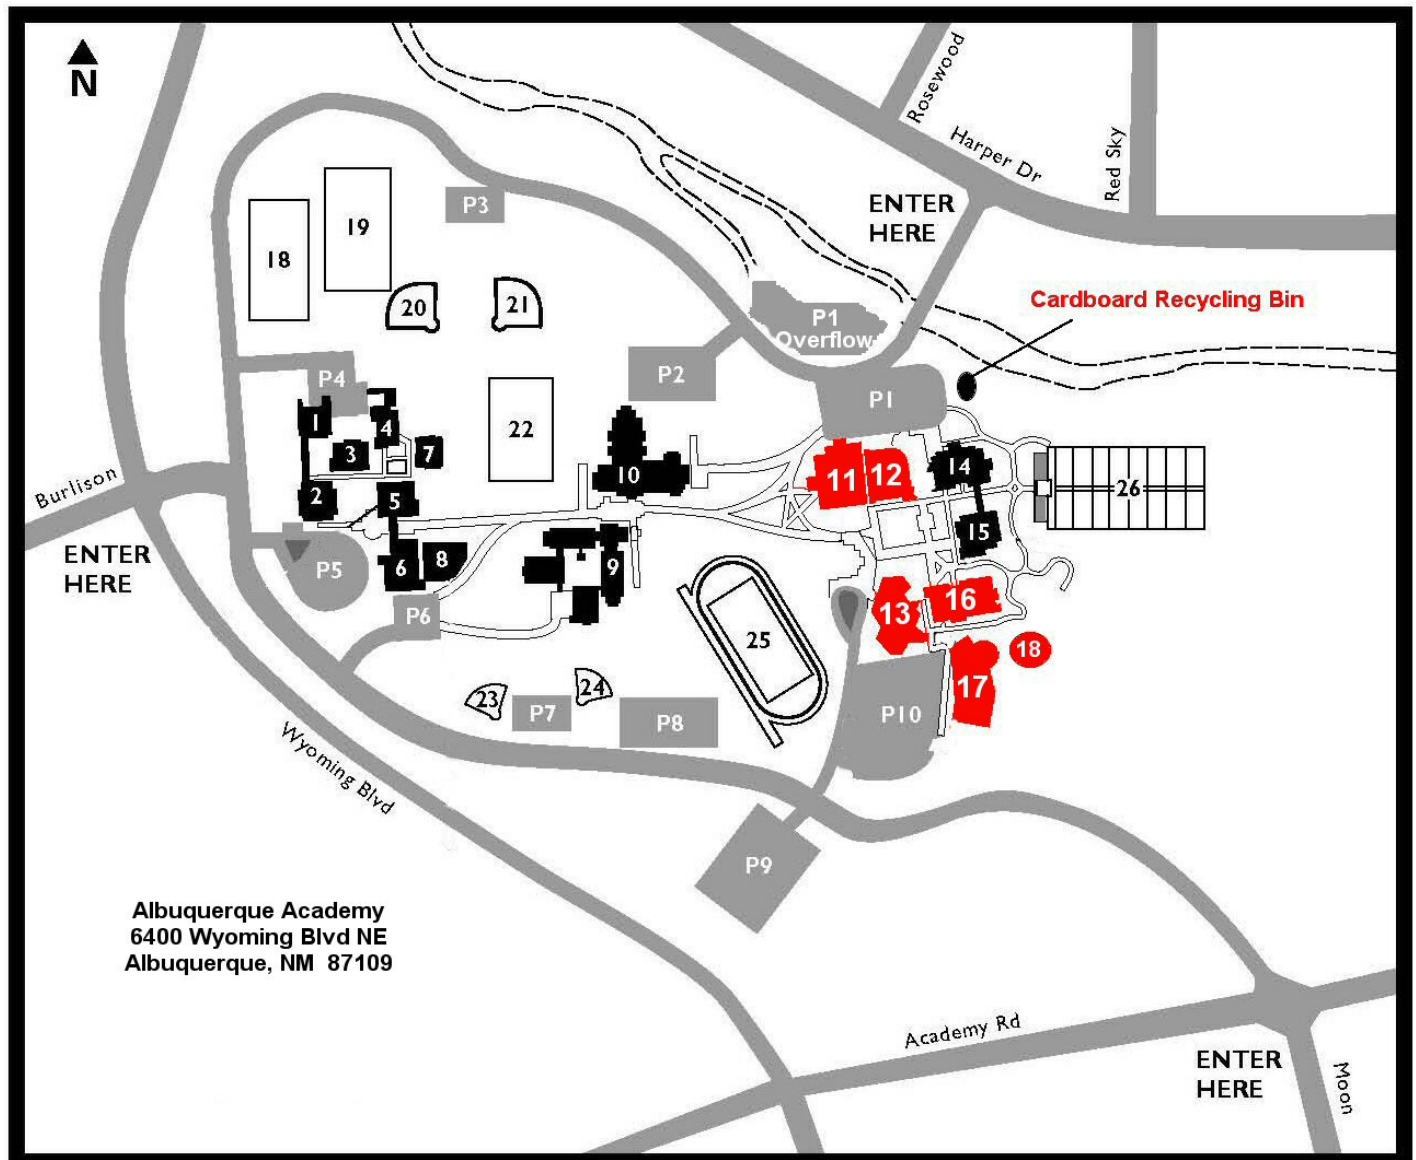 N
Rosewood
Harper Dr
Red Sky
ENTER
HERE
P3
19
18
20
21
Cardboard Recycling Bin
P1
Overflow
P2
P4
P1
1
4
3
7
22
2
5
10
11
12
14
26
15
Burlison
ENTER
HERE
P5
6
8
9
P6
13
16
25
18
17
23
24
P7
P8
P10
Wyoming Blvd
P9
Albuquerque Academy
6400 Wyoming Blvd NE
Albuquerque, NM 87109
Academy Rd
ENTER
HERE
Moon